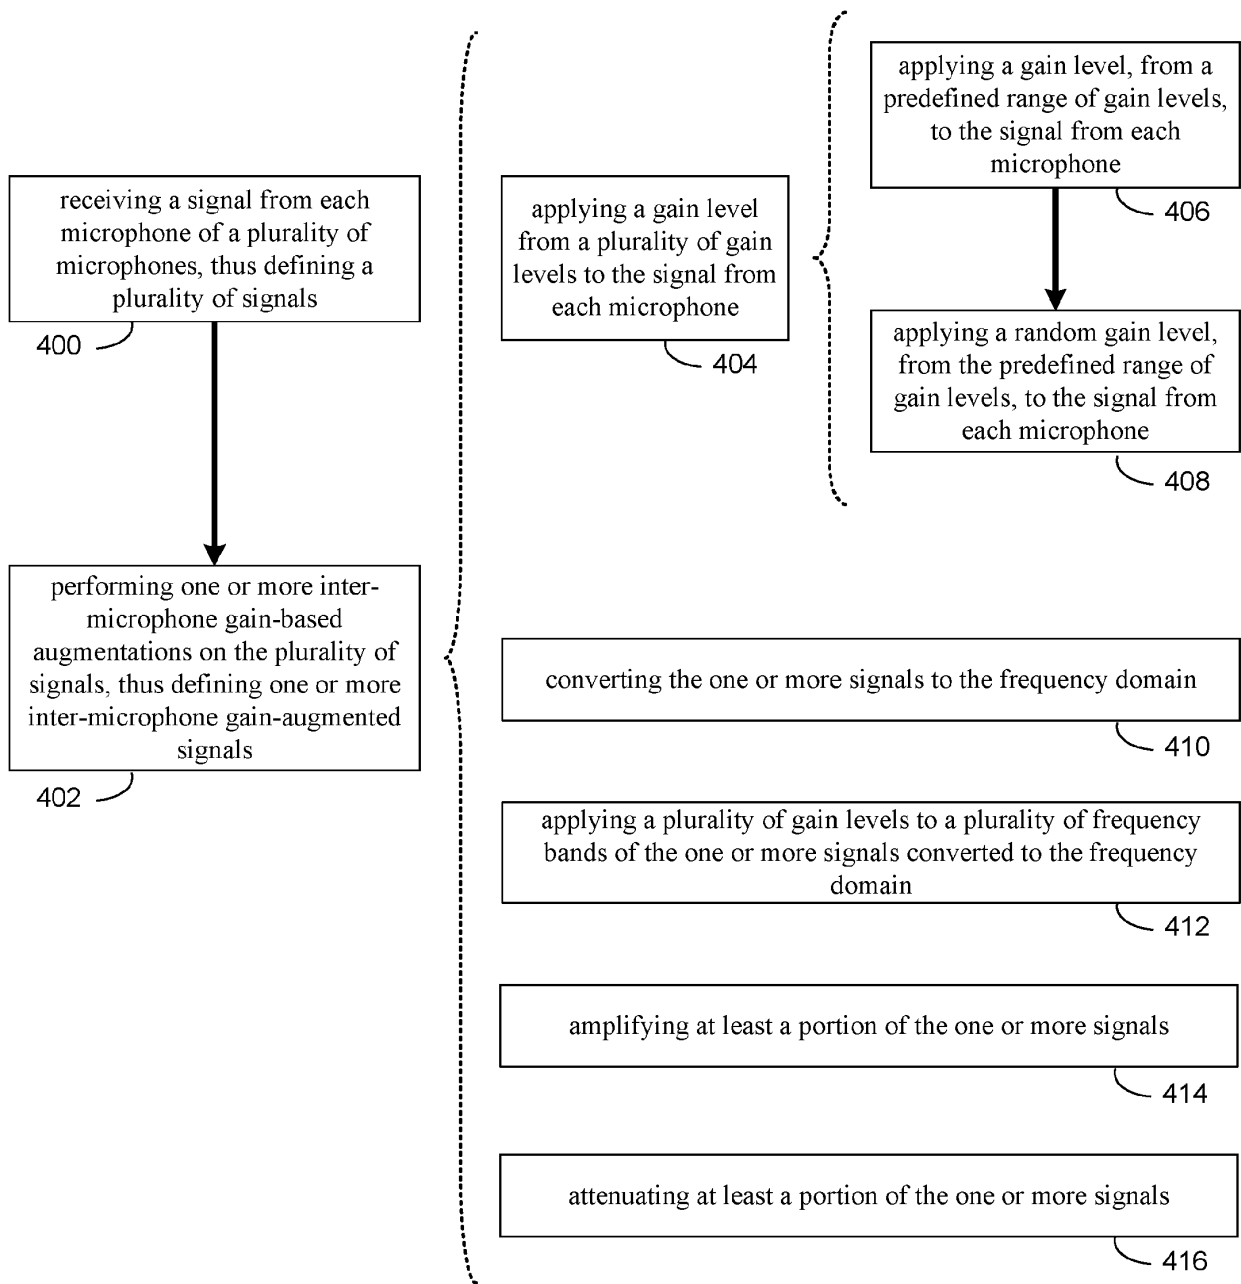 receiving a signal from each
microphone of a plurality of
microphones, thus defining a
plurality of signals
400
performing one or more inter-
microphone gain-based
augmentations on the plurality of
signals, thus defining one or more
inter-microphone gain-augmented
signals
402
applying a gain level
from a plurality of gain
levels to the signal from
each microphone
404
applying a gain level, from a
predefined range of gain levels,
to the signal from each
microphone
406
applying a random gain level,
from the predefined range of
gain levels, to the signal from
each microphone
408
converting the one or more signals to the frequency domain
410
applying a plurality of gain levels to a plurality of frequency
bands of the one or more signals converted to the frequency
domain
412
amplifying at least a portion of the one or more signals
414
attenuating at least a portion of the one or more signals
416